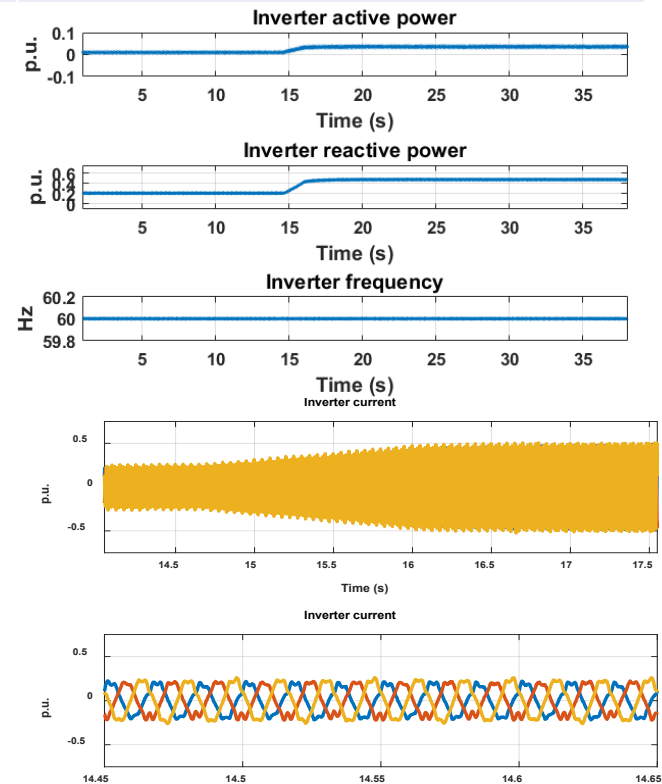 Inverter active power
0.1
0
-0.1
p.u.
5 10 15 20 25 30 35
Time (s)
Inverter reactive power
0.6
0.4
0.2
0
p.u.
5 10 15 20 25 30 35
Time (s)
Inverter frequency
60.2
60
59.8
Hz
5 10 15 20 25 30 35
Time (s)
Inverter current
0.5
0
-0.5
p.u.
14.5 15 15.5 16 16.5 17 17.5
Time (s)
Inverter current
0.5
0
-0.5
p.u.
14.45 14.5 14.55 14.6 14.65